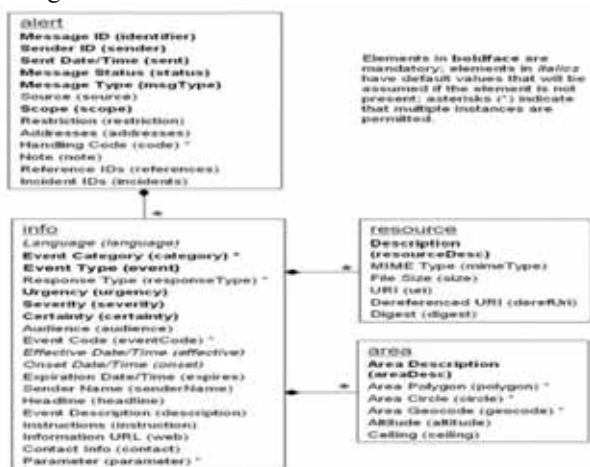 alert
Message ID (identifier)
Sender ID (sender)
Sent Date/Time (sent)
Message Status (status)
Message Type (msgType)
Source (source)
Scope (scope)
Restriction (restriction)
Addresses (addresses)
Handling Code (code) *
Note (note)
Reference IDs (references)
Incident IDs (incidents)
Elements in boldface are
mandatory; elements in italics
have default values that will be
assumed if the element is not
present; asterisks (*) indicate
that multiple instances are
permitted.
*
info
Language (language)
Event Category (category) *
Event Type (event)
Response Type (responseType) *
Urgency (urgency)
Severity (severity)
Certainty (certainty)
Audience (audience)
Event Code (eventCode) *
Effective Date/Time (effective)
Onset Date/Time (onset)
Expiration Date/Time (expires)
Sender Name (senderName)
Headline (headline)
Event Description (description)
Instructions (instruction)
Information URL (web)
Contact Info (contact)
Parameter (parameter) *
*
resource
Description
(resourceDesc)
MIME Type (mimeType)
File Size (size)
URI (uri)
Dereferenced URI (derefUri)
Digest (digest)
*
area
Area Description
(areaDesc)
Area Polygon (polygon) *
Area Circle (circle) *
Area Geocode (geocode) *
Altitude (altitude)
Ceiling (ceiling)